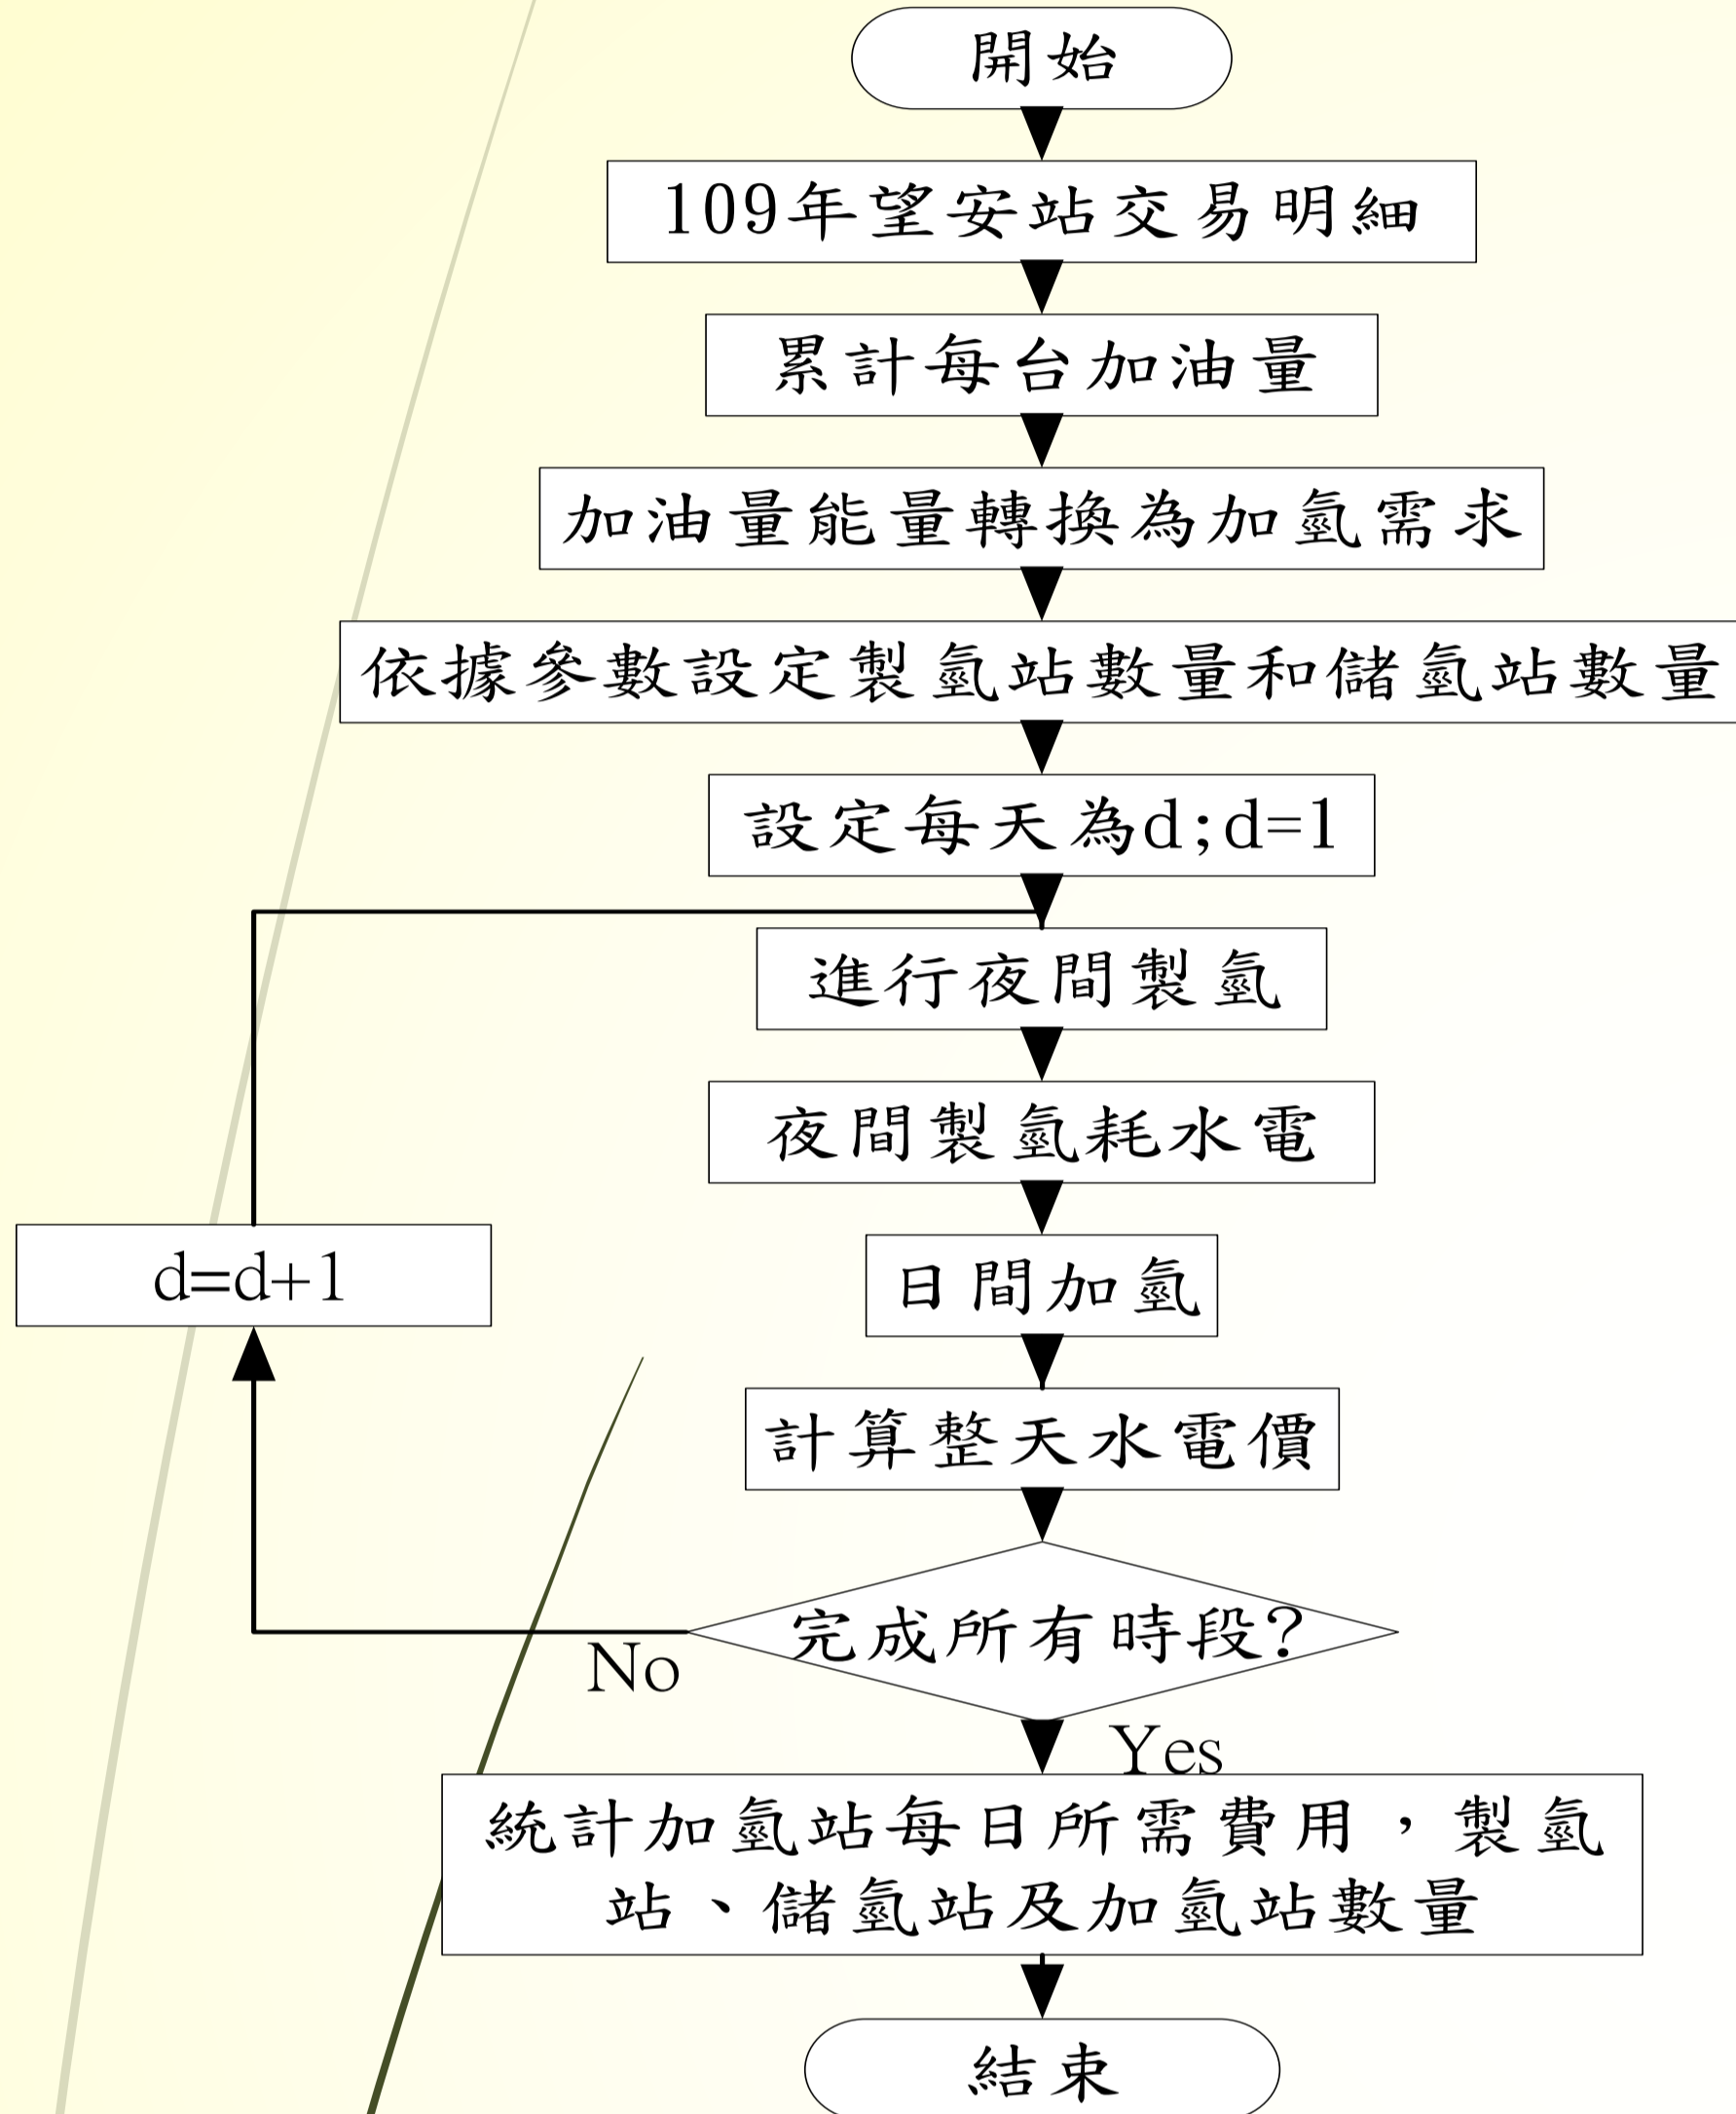 開始
109年望安站交易明細
累計每台加油量
加油量能量轉換為加氫需求
依據參數設定製氫站數量和儲氫站數量
設定每天為d;d=1
進行夜間製氫
夜間製氫耗水電
d=d+1
日間加氫
計算整天水電價
完成所有時段?
No
Yes
統計加氫站每日所需費用，製氫
站、儲氫站及加氫站數量
結束